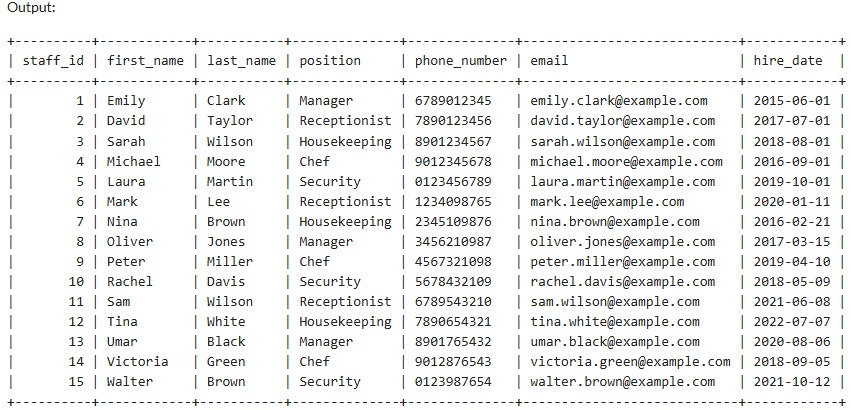 Output:
+----------+------------+-----------+--------------+--------------+----------------------------+------------+
| staff_id | first_name | last_name | position     | phone_number | email                      | hire_date  |
+----------+------------+-----------+--------------+--------------+----------------------------+------------+
|        1 | Emily      | Clark     | Manager      | 6789012345   | emily.clark@example.com    | 2015-06-01 |
|        2 | David      | Taylor    | Receptionist | 7890123456   | david.taylor@example.com   | 2017-07-01 |
|        3 | Sarah      | Wilson    | Housekeeping | 8901234567   | sarah.wilson@example.com   | 2018-08-01 |
|        4 | Michael    | Moore     | Chef         | 9012345678   | michael.moore@example.com  | 2016-09-01 |
|        5 | Laura      | Martin    | Security     | 0123456789   | laura.martin@example.com   | 2019-10-01 |
|        6 | Mark       | Lee       | Receptionist | 1234098765   | mark.lee@example.com       | 2020-01-11 |
|        7 | Nina       | Brown     | Housekeeping | 2345109876   | nina.brown@example.com     | 2016-02-21 |
|        8 | Oliver     | Jones     | Manager      | 3456210987   | oliver.jones@example.com   | 2017-03-15 |
|        9 | Peter      | Miller    | Chef         | 4567321098   | peter.miller@example.com   | 2019-04-10 |
|       10 | Rachel     | Davis     | Security     | 5678432109   | rachel.davis@example.com   | 2018-05-09 |
|       11 | Sam        | Wilson    | Receptionist | 6789543210   | sam.wilson@example.com     | 2021-06-08 |
|       12 | Tina       | White     | Housekeeping | 7890654321   | tina.white@example.com     | 2022-07-07 |
|       13 | Umar       | Black     | Manager      | 8901765432   | umar.black@example.com     | 2020-08-06 |
|       14 | Victoria   | Green     | Chef         | 9012876543   | victoria.green@example.com | 2018-09-05 |
|       15 | Walter     | Brown     | Security     | 0123987654   | walter.brown@example.com   | 2021-10-12 |
+----------+------------+-----------+--------------+--------------+----------------------------+------------+